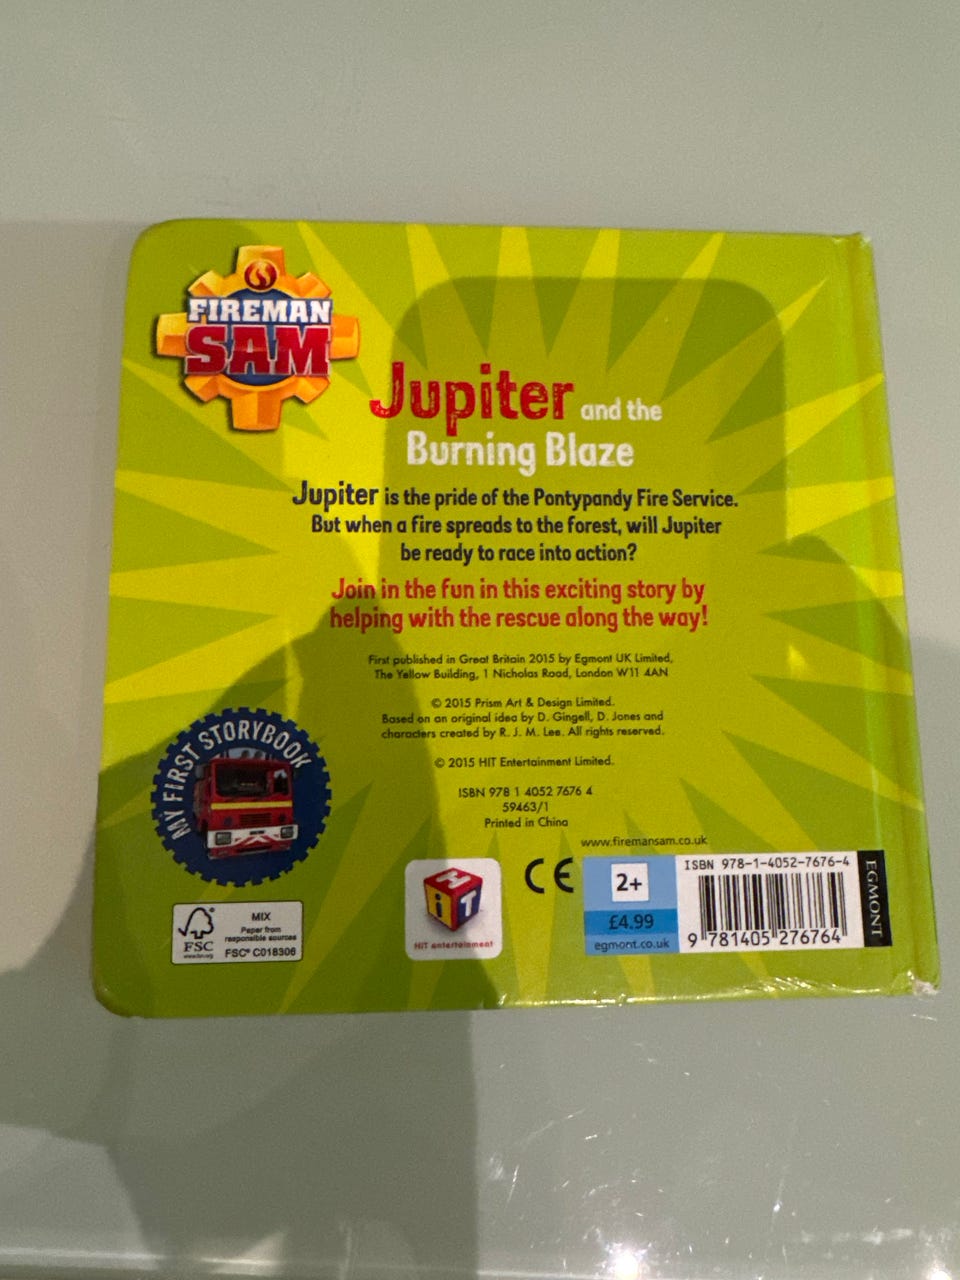 FIREMAN
SAM
Jupiter and the
Burning Blaze
Jupiter is the pride of the Pontypandy Fire Service.
But when a fire spreads to the forest, will Jupiter
be ready to race into action?
Join in the fun in this exciting story by
helping with the rescue along the way!
First published in Great Britain 2015 by Egmont UK Limited,
The Yellow Building, 1 Nicholas Road, London W11 4AN
© 2015 Prism Art & Design Limited.
Based on an original idea by D. Gingell, D. Jones and
characters created by R. J. M. Lee. All rights reserved.
© 2015 HIT Entertainment Limited.
ISBN 978 1 4052 7676 4
59463/1
Printed in China
www.firemansam.co.uk
MY FIRST STORYBOOK
FSC
www.fsc.org
MIX
Paper from
responsible sources
FSC® C018306
HiT
HiT entertainment
CE
2+
£4.99
egmont.co.uk
ISBN 978-1-4052-7676-4
9 781405 276764
EGMONT